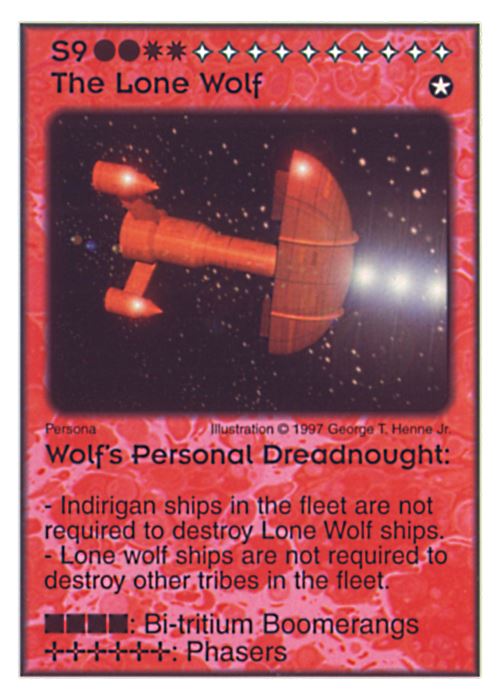 S9
The Lone Wolf
Persona
Illustration © 1997 George T. Henne Jr.
Wolf's Personal Dreadnought:
- Indirigan ships in the fleet are not
required to destroy Lone Wolf ships.
- Lone wolf ships are not required to
destroy other tribes in the fleet.
: Bi-tritium Boomerangs
: Phasers